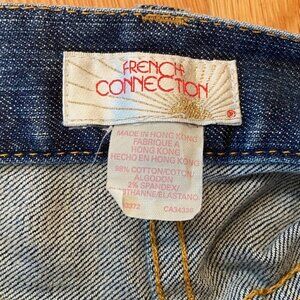 FRENCH
CONNECTION
MADE IN HONG KONG
FABRIQUE A
HONG KONG
HECHO EN HONG KONG
98% COTTON/COTON/
ALGODON
2% SPANDEX/
ETHANNE/ELASTANO
CA34336